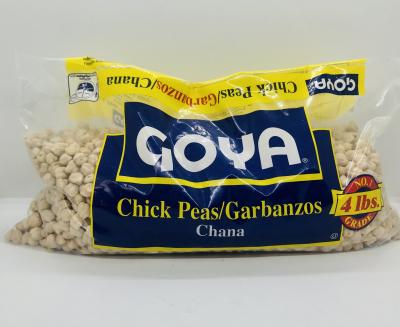 GOYA
Chick Peas/Garbanzos/Chana
GOYA®
Chick Peas/Garbanzos
Chana
NO. 1
4 lbs.
GRADE